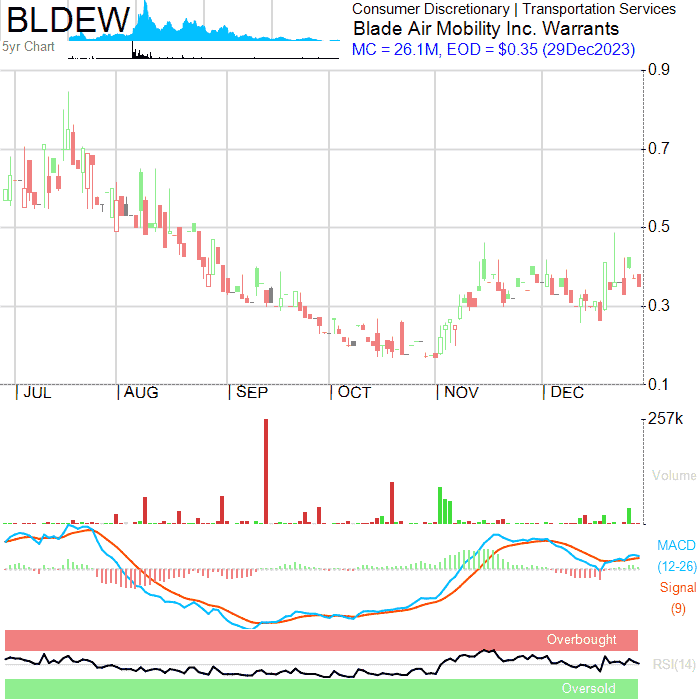 BLDEW
5yr Chart
Consumer Discretionary | Transportation Services
Blade Air Mobility Inc. Warrants
MC = 26.1M, EOD = $0.35 (29Dec2023)
0.9
0.7
0.5
0.3
0.1
JUL AUG SEP OCT NOV DEC
257k
Volume
MACD
(12-26)
Signal
(9)
Overbought
RSI(14)
Oversold